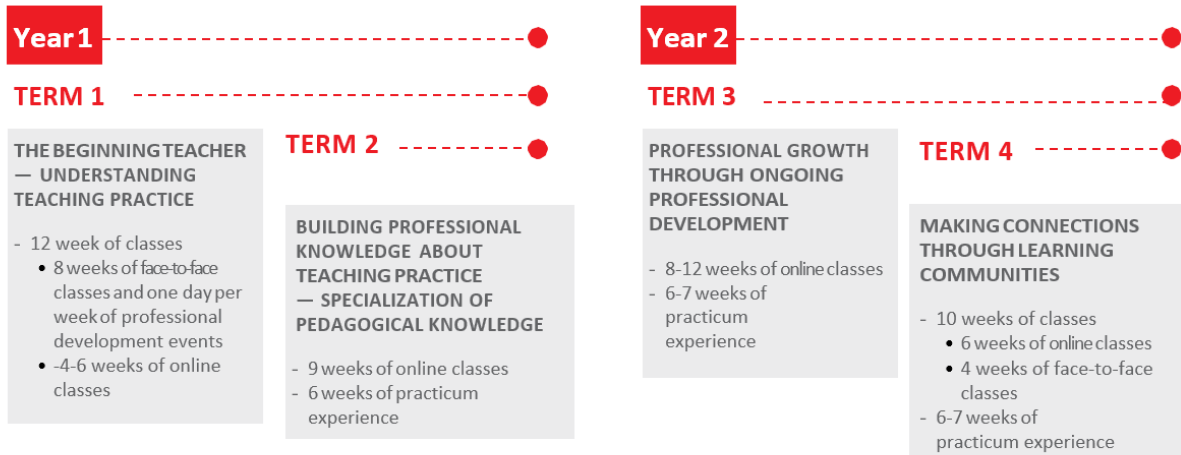 Year 1
TERM 1
THE BEGINNING TEACHER
— UNDERSTANDING
TEACHING PRACTICE
- 12 week of classes
• 8 weeks of face-to-face
classes and one day per
week of professional
development events
• -4-6 weeks of online
classes
TERM 2
BUILDING PROFESSIONAL
KNOWLEDGE ABOUT
TEACHING PRACTICE
— SPECIALIZATION OF
PEDAGOGICAL KNOWLEDGE
- 9 weeks of online classes
- 6 weeks of practicum
experience
Year 2
TERM 3
PROFESSIONAL GROWTH
THROUGH ONGOING
PROFESSIONAL
DEVELOPMENT
- 8-12 weeks of online classes
- 6-7 weeks of
practicum
experience
TERM 4
MAKING CONNECTIONS
THROUGH LEARNING
COMMUNITIES
- 10 weeks of classes
• 6 weeks of online classes
• 4 weeks of face-to-face
classes
- 6-7 weeks of
practicum experience